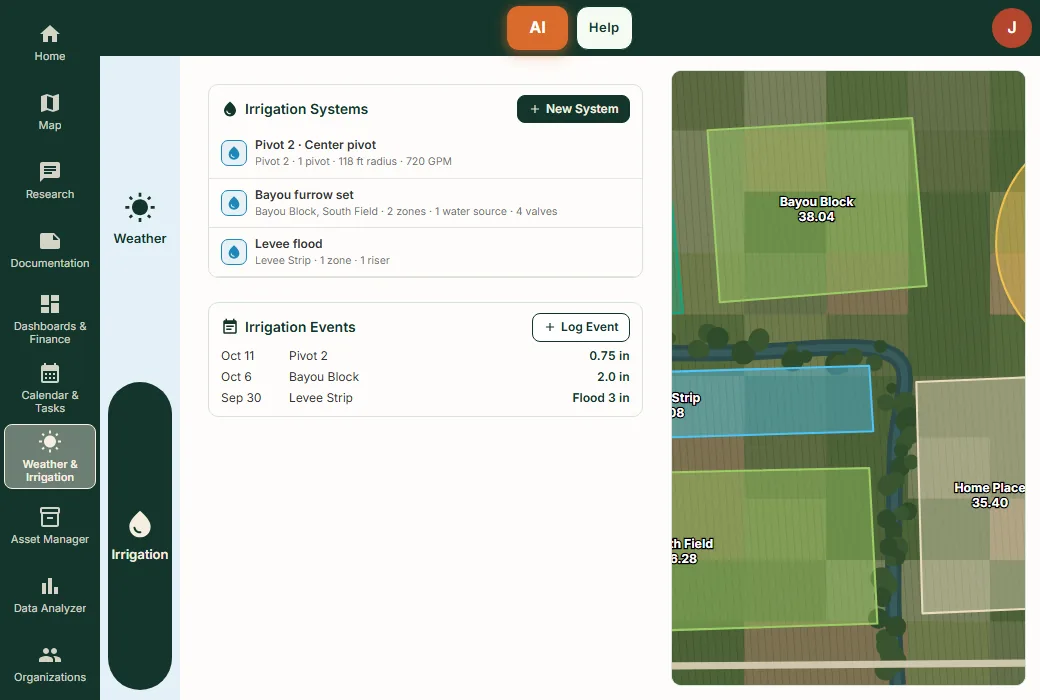 AI
Help
J
Home
Map
Research
Documentation
Dashboards &
Finance
Calendar &
Tasks
Weather &
Irrigation
Asset Manager
Data Analyzer
Organizations
Weather
Irrigation
Irrigation Systems
+ New System
Pivot 2 · Center pivot
Pivot 2 · 1 pivot · 118 ft radius · 720 GPM
Bayou furrow set
Bayou Block, South Field · 2 zones · 1 water source · 4 valves
Levee flood
Levee Strip · 1 zone · 1 riser
Irrigation Events
+ Log Event
Oct 11 Pivot 2 0.75 in
Oct 6 Bayou Block 2.0 in
Sep 30 Levee Strip Flood 3 in
Bayou Block
38.04
Strip
08
Home Place
35.40
th Field
6.28